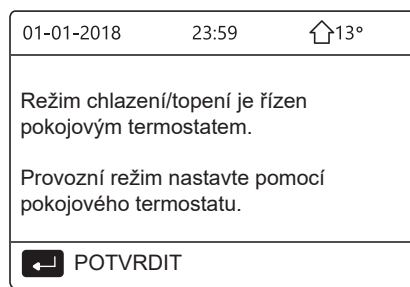 01-01-2018 23:59 13°
Režim chlazení/topení je řízen
pokojovým termostatem.
Provozní režim nastavte pomocí
pokojového termostatu.
POTVRDIT